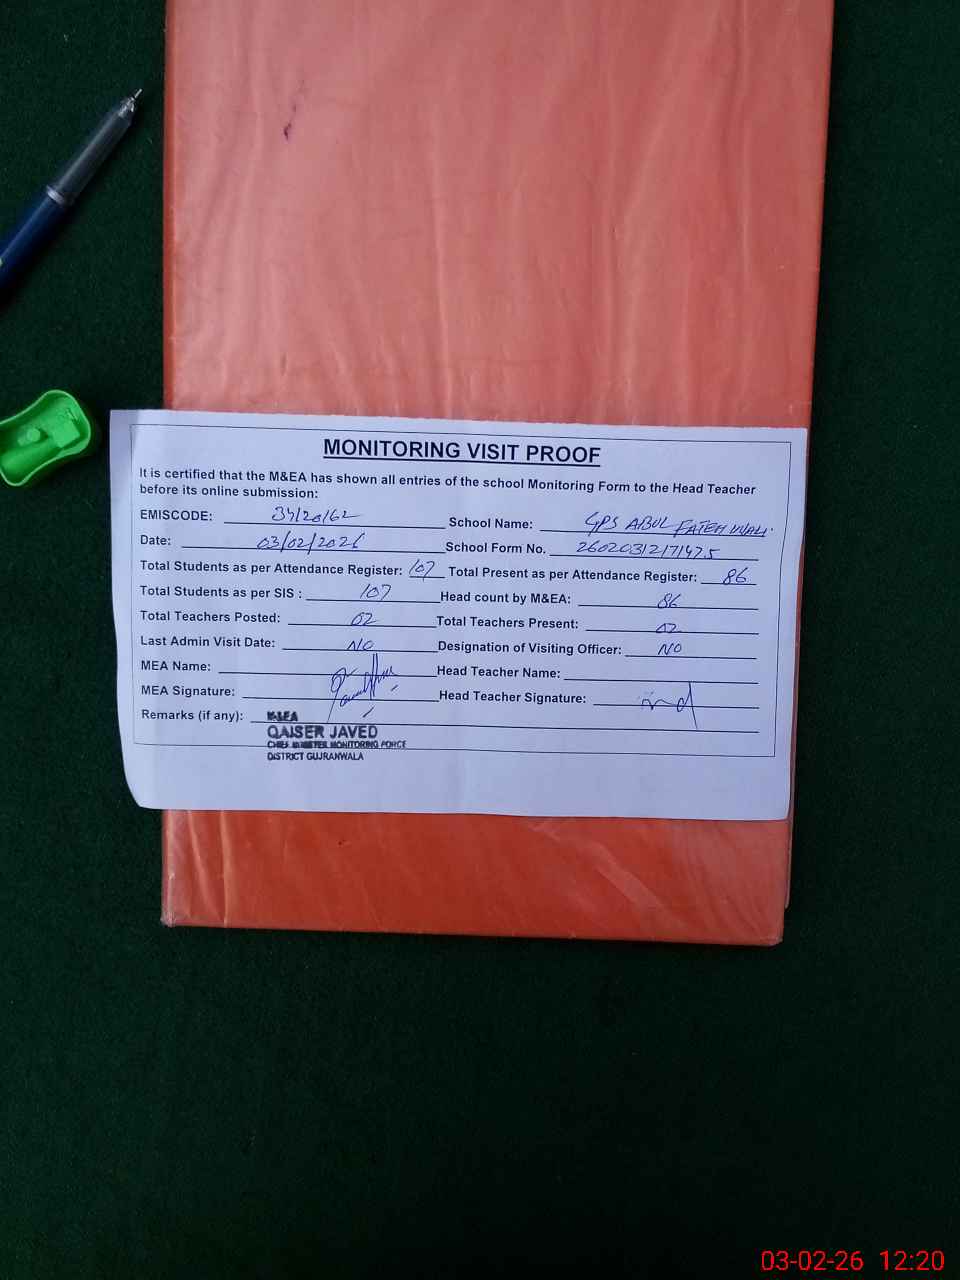 MONITORING VISIT PROOF
It is certified that the M&EA has shown all entries of the school Monitoring Form to the Head Teacher
before its online submission:
EMISCODE: 34120162 School Name: GPS ABUL FATEH WALI.
Date: 03/02/2026 School Form No.
Total Students as per Attendance Register: 107 Total Present as per Attendance Register: 86
Total Students as per SIS : 107 Head count by M&EA: 86
Total Teachers Posted: 02 Total Teachers Present: 02
Last Admin Visit Date: NO Designation of Visiting Officer: NO
MEA Name: Head Teacher Name:
MEA Signature: Head Teacher Signature:
Remarks (if any): M&EA
QAISER JAVED
CHIEF MINISTER MONITORING FORCE
DISTRICT GUJRANWALA
03-02-26 12:20